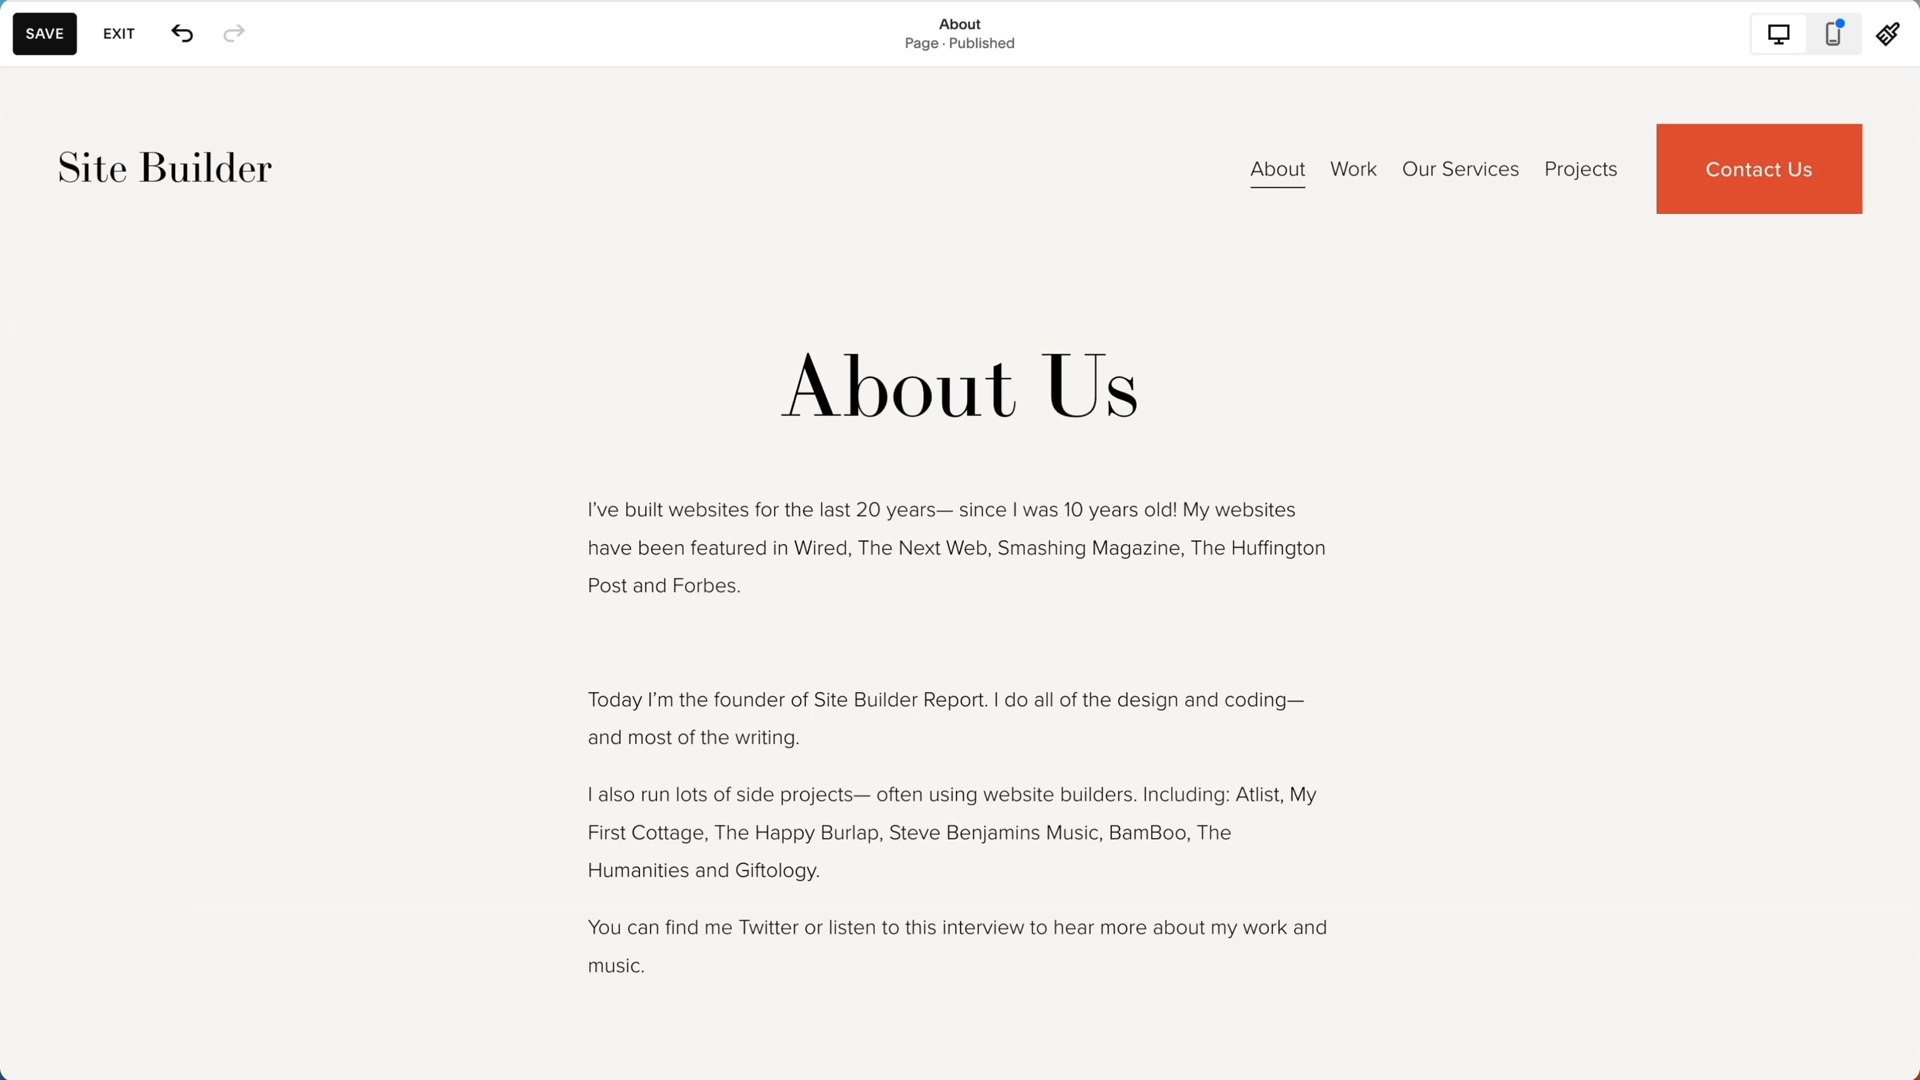 SAVE EXIT
About
Page · Published
Site Builder
About Work Our Services Projects Contact Us
About Us
I’ve built websites for the last 20 years— since I was 10 years old! My websites
have been featured in Wired, The Next Web, Smashing Magazine, The Huffington
Post and Forbes.
Today I’m the founder of Site Builder Report. I do all of the design and coding—
and most of the writing.
I also run lots of side projects— often using website builders. Including: Atlist, My
First Cottage, The Happy Burlap, Steve Benjamins Music, BamBoo, The
Humanities and Giftology.
You can find me Twitter or listen to this interview to hear more about my work and
music.